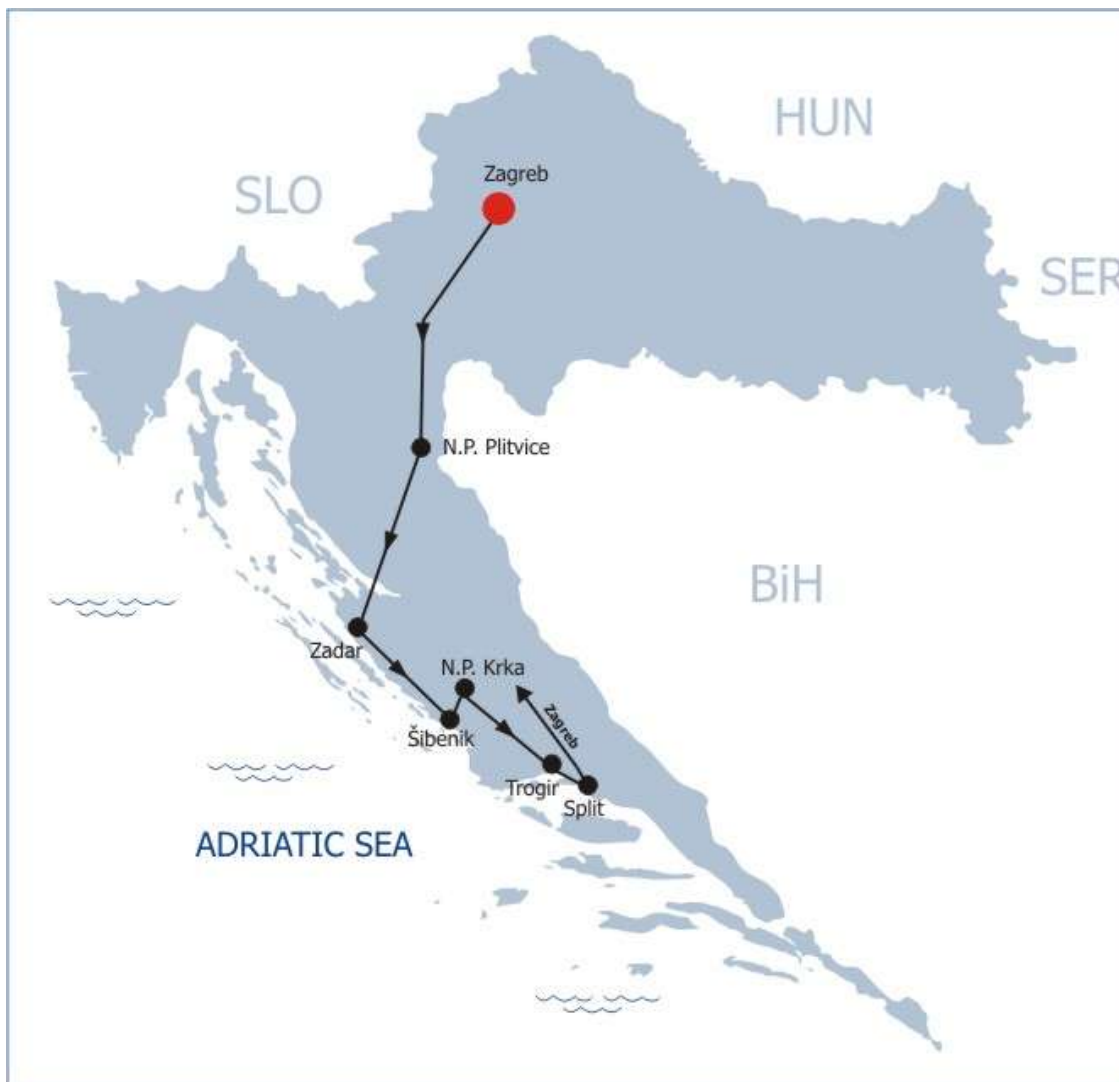 HUN
Zagreb
SLO
SER
N.P. Plitvice
BiH
Zadar
N.P. Krka
Zagreb
Šibenik
Trogir
Split
ADRIATIC SEA